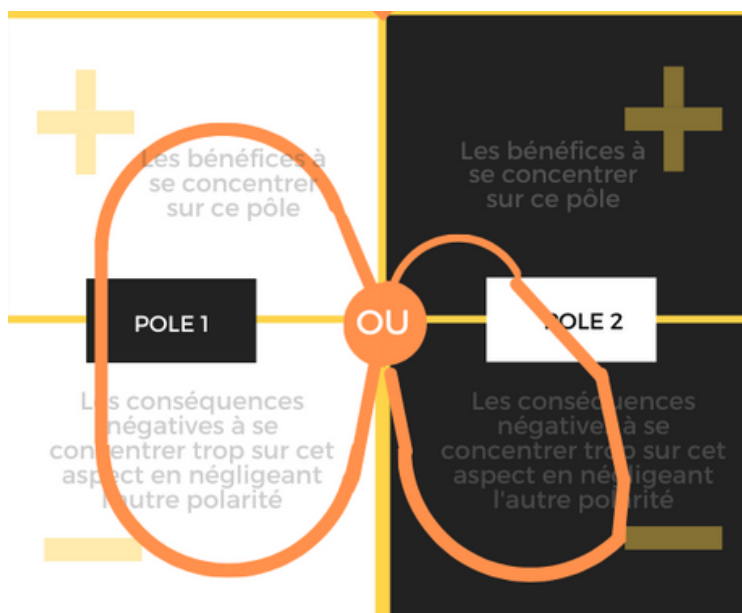 Les bénéfices à
se concentrer
sur ce pôle
Les bénéfices à
se concentrer
sur ce pôle
POLE 1
OU
POLE 2
Les conséquences
négatives à se
concentrer trop sur cet
aspect en négligeant
l'autre polarité
Les conséquences
négatives à se
concentrer trop sur cet
aspect en négligeant
l'autre polarité